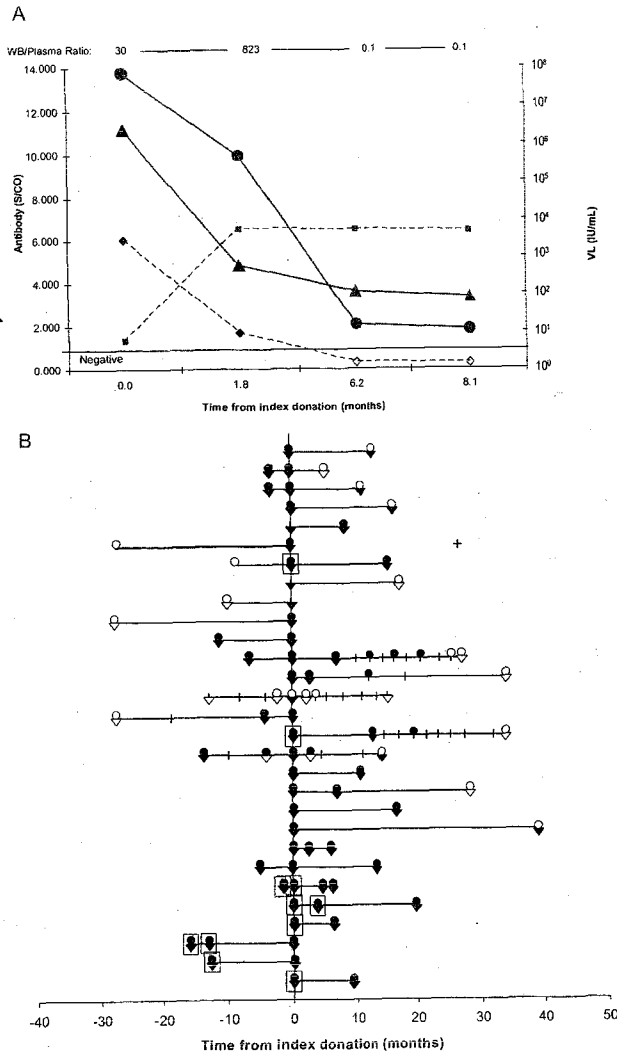 A
WB/Plasma Ratio: 30 823 0.1 0.1
14.000
12.000
10.000
8.000
6.000
4.000
2.000
0.000
Antibody (S/CO)
10⁸
10⁷
10⁶
10⁵
10⁴
10³
10²
10¹
10⁰
VL (IU/mL)
Negative
0.0 1.8 6.2 8.1
Time from index donation (months)
B
-40 -30 -20 -10 0 10 20 30 40 50
Time from index donation (months)